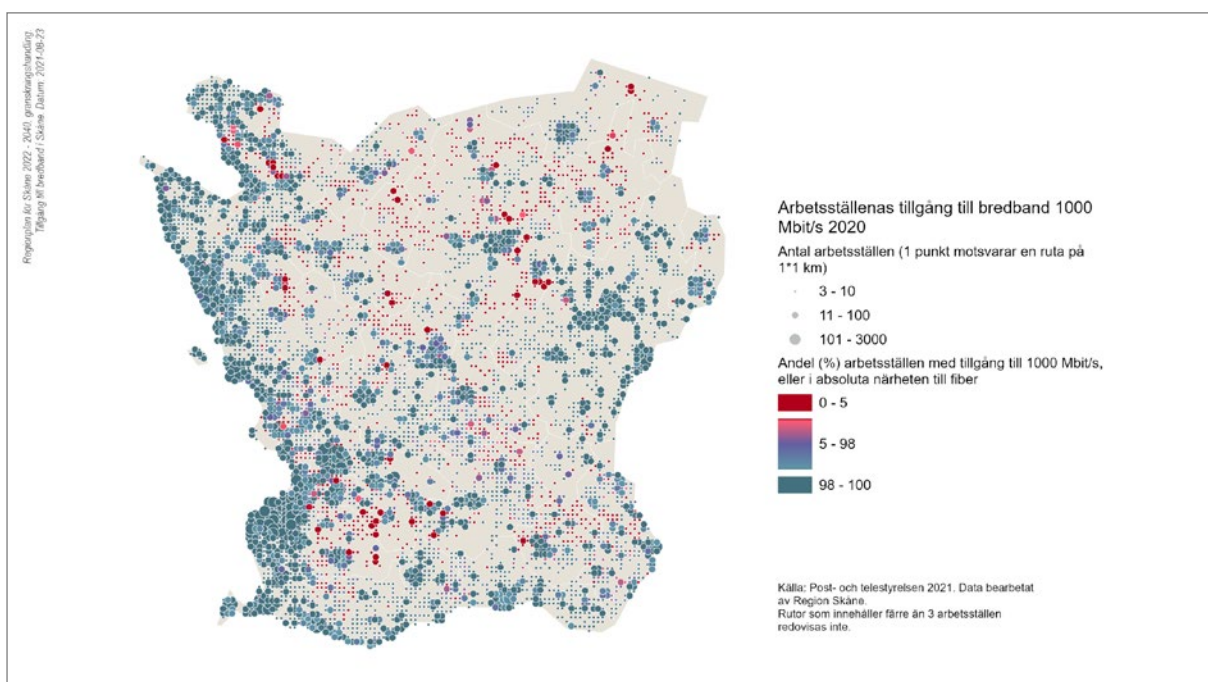 Regionplan för Skåne 2022 - 2040, granskningshandling
Tillgång till bredband i Skåne. Datum: 2021-08-23
Arbetsställenas tillgång till bredband 1000
Mbit/s 2020
Antal arbetsställen (1 punkt motsvarar en ruta på
1*1 km)
3 - 10
11 - 100
101 - 3000
Andel (%) arbetsställen med tillgång till 1000 Mbit/s,
eller i absoluta närheten till fiber
0 - 5
5 - 98
98 - 100
Källa: Post- och telestyrelsen 2021. Data bearbetat
av Region Skåne.
Rutor som innehåller färre än 3 arbetsställen
redovisas inte.